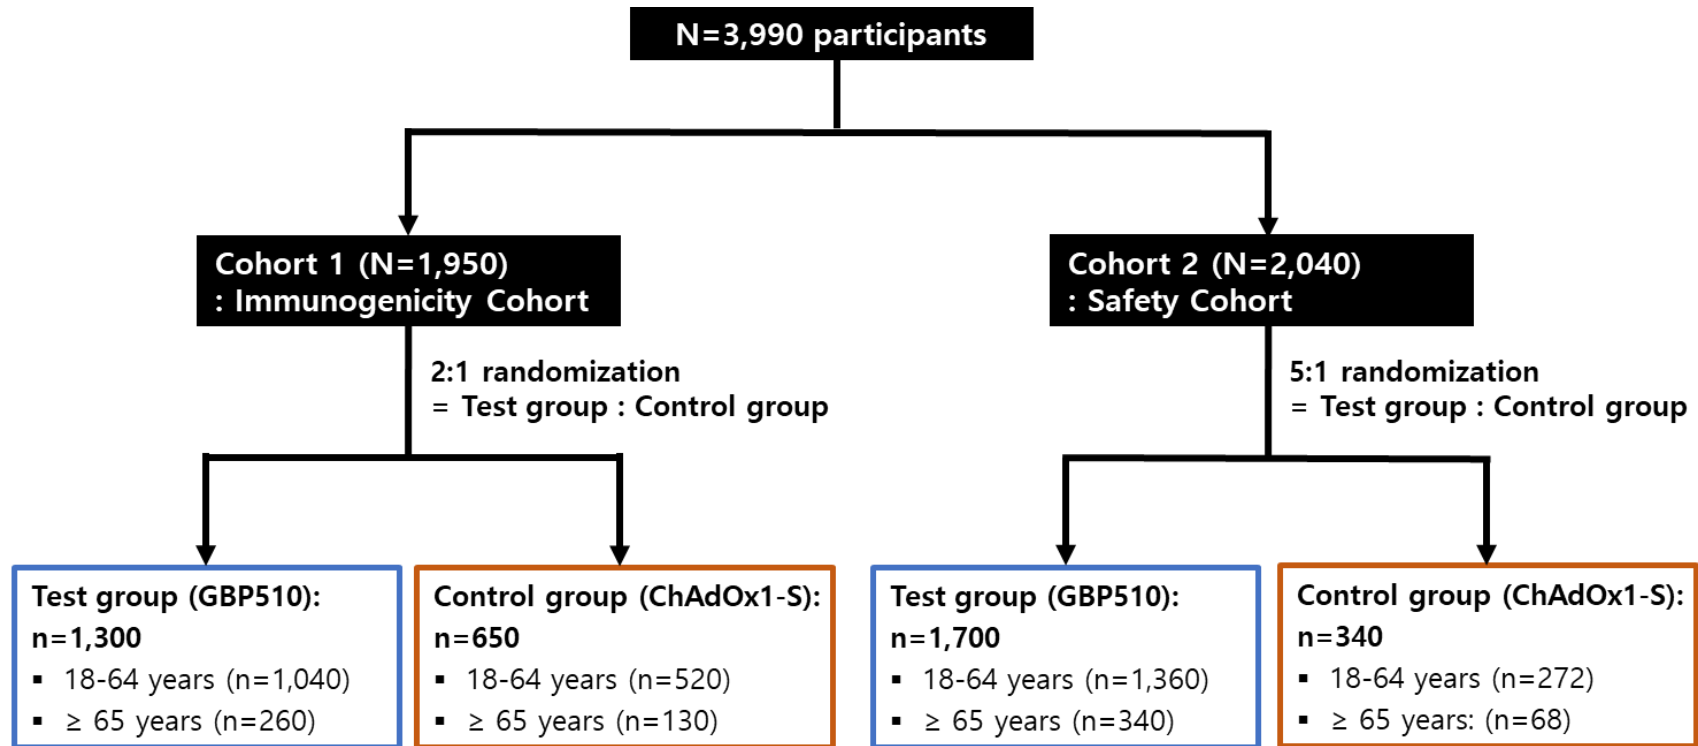 N=3,990 participants
Cohort 1 (N=1,950)
: Immunogenicity Cohort
Cohort 2 (N=2,040)
: Safety Cohort
2:1 randomization
= Test group : Control group
5:1 randomization
= Test group : Control group
Test group (GBP510):
n=1,300
▪ 18-64 years (n=1,040)
▪ ≥ 65 years (n=260)
Control group (ChAdOx1-S):
n=650
▪ 18-64 years (n=520)
▪ ≥ 65 years (n=130)
Test group (GBP510):
n=1,700
▪ 18-64 years (n=1,360)
▪ ≥ 65 years (n=340)
Control group (ChAdOx1-S):
n=340
▪ 18-64 years (n=272)
▪ ≥ 65 years: (n=68)